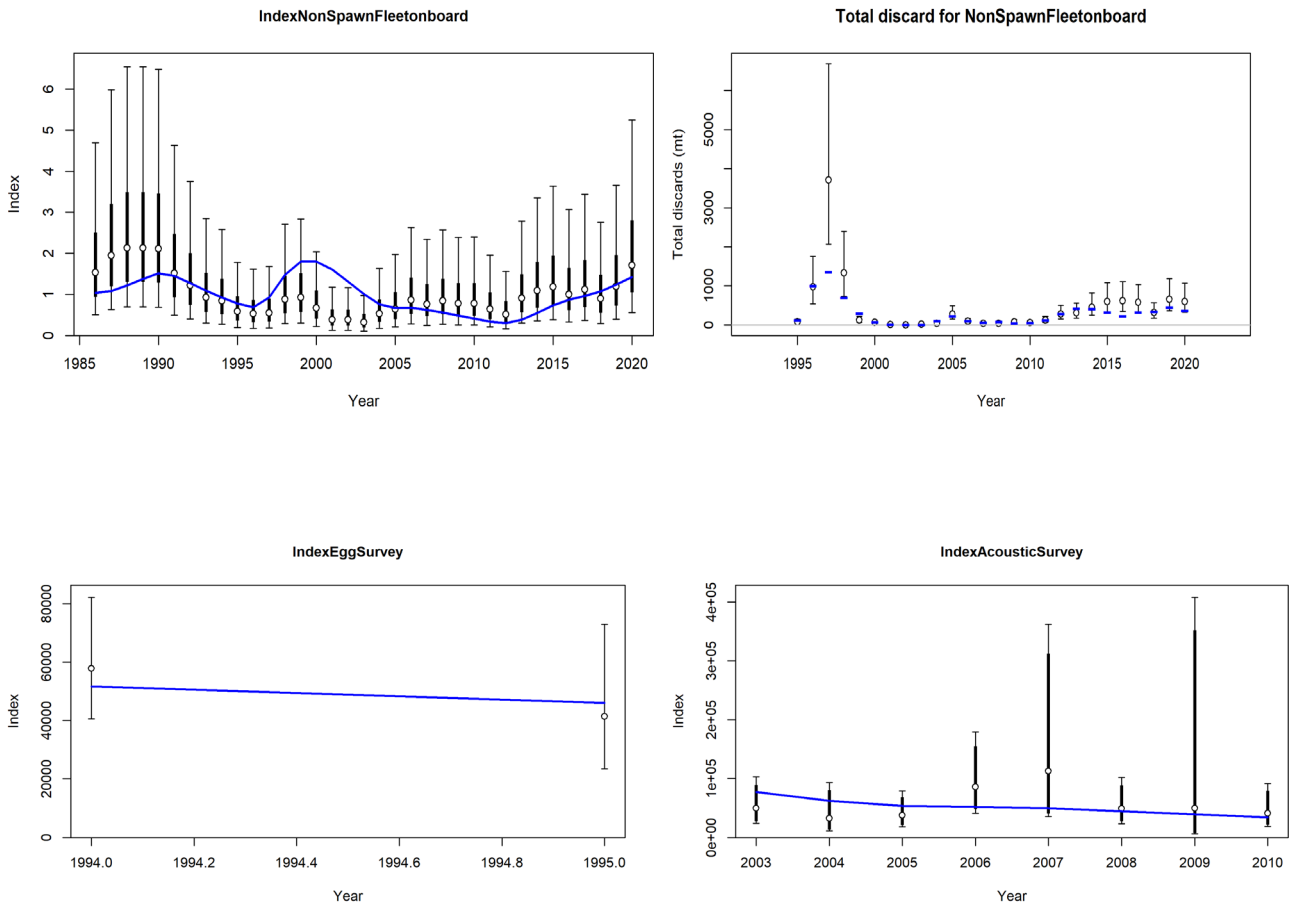 IndexNonSpawnFleetonboard
Index
6
5
4
3
2
1
0
1985 1990 1995 2000 2005 2010 2015 2020
Year
Total discard for NonSpawnFleetonboard
Total discards (mt)
5000
3000
1000
0
1995 2000 2005 2010 2015 2020
Year
IndexEggSurvey
Index
80000
60000
40000
20000
0
1994.0 1994.2 1994.4 1994.6 1994.8 1995.0
Year
IndexAcousticSurvey
Index
4e+05
3e+05
2e+05
1e+05
0e+00
2003 2004 2005 2006 2007 2008 2009 2010
Year